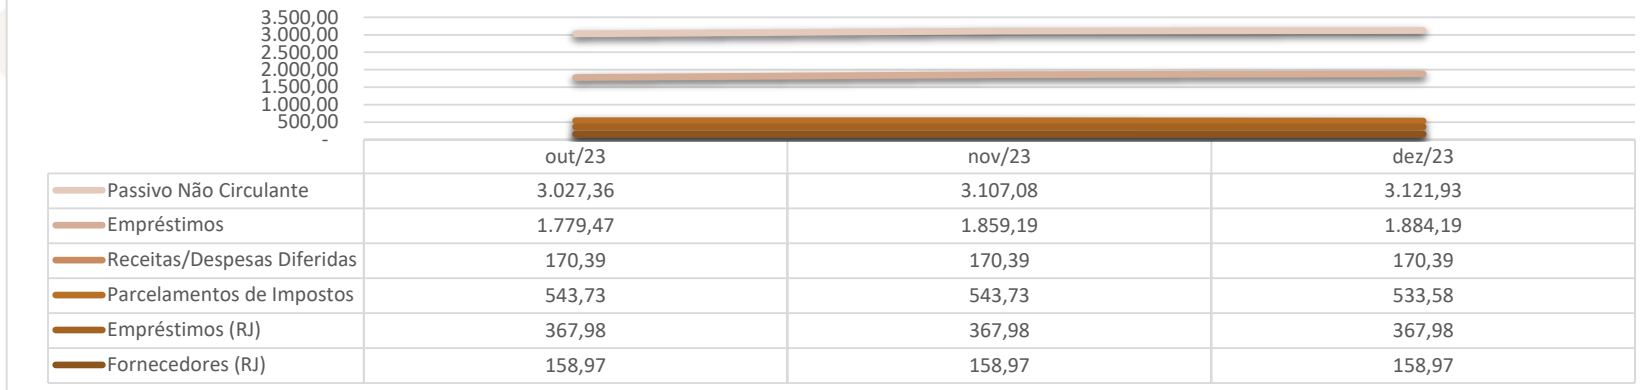 3.500,00
3.000,00
2.500,00
2.000,00
1.500,00
1.000,00
500,00
-
out/23 nov/23 dez/23
Passivo Não Circulante 3.027,36 3.107,08 3.121,93
Empréstimos 1.779,47 1.859,19 1.884,19
Receitas/Despesas Diferidas 170,39 170,39 170,39
Parcelamentos de Impostos 543,73 543,73 533,58
Empréstimos (RJ) 367,98 367,98 367,98
Fornecedores (RJ) 158,97 158,97 158,97